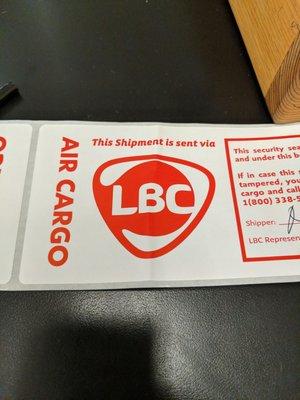 AIR CARGO
This Shipment is sent via
LBC
This security sea
and under this b
If in case this s
tampered, you
cargo and call
1(800) 338-5
Shipper:
LBC Represen